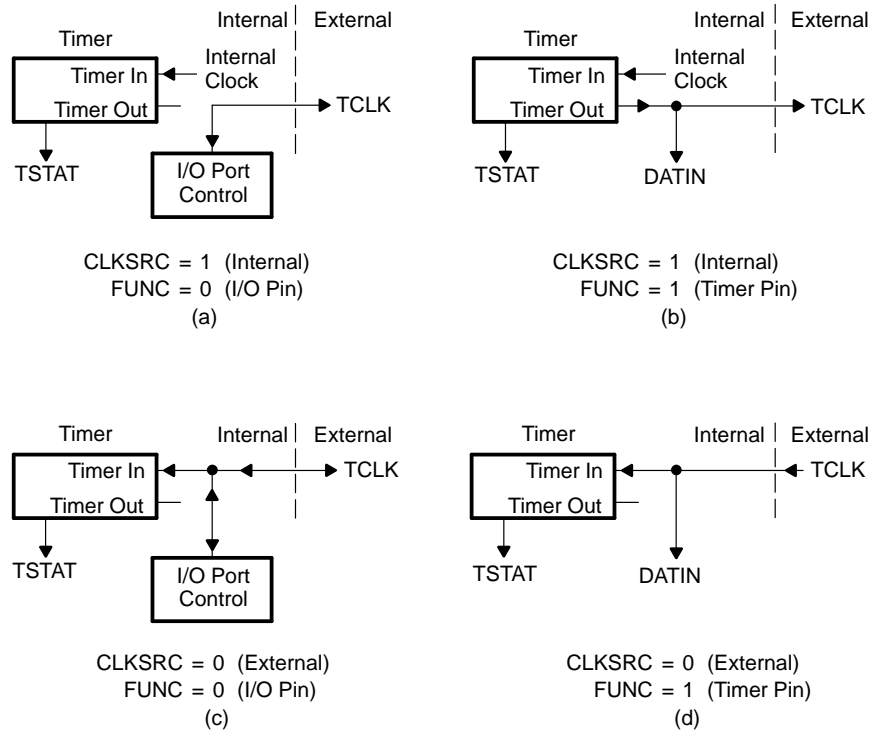 Internal External
Timer
Timer In
Internal
Clock
Timer Out
TCLK
TSTAT
I/O Port
Control
CLKSRC = 1 (Internal)
FUNC = 0 (I/O Pin)
(a)
Internal External
Timer
Timer In
Internal
Clock
Timer Out
TCLK
TSTAT
DATIN
CLKSRC = 1 (Internal)
FUNC = 1 (Timer Pin)
(b)
Timer
Internal External
Timer In
TCLK
Timer Out
TSTAT
I/O Port
Control
CLKSRC = 0 (External)
FUNC = 0 (I/O Pin)
(c)
Timer
Internal External
Timer In
TCLK
Timer Out
TSTAT
DATIN
CLKSRC = 0 (External)
FUNC = 1 (Timer Pin)
(d)